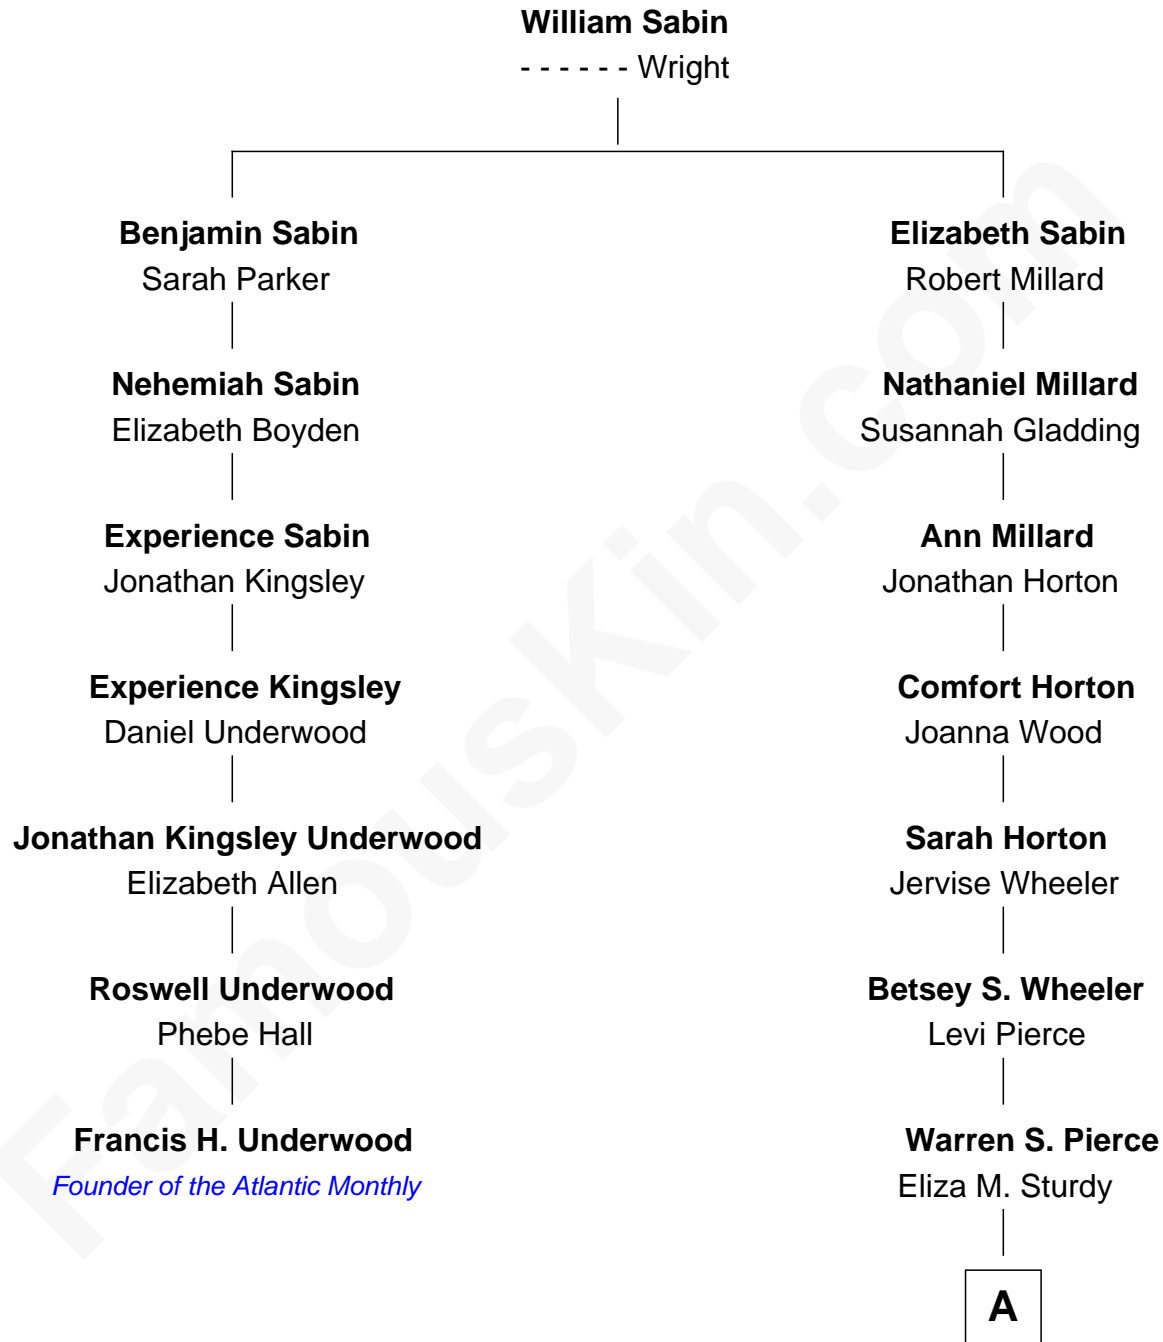 William Sabin
- - - - - - Wright
Benjamin Sabin
Sarah Parker
Elizabeth Sabin
Robert Millard
Nehemiah Sabin
Elizabeth Boyden
Nathaniel Millard
Susannah Gladding
Experience Sabin
Jonathan Kingsley
Ann Millard
Jonathan Horton
Experience Kingsley
Daniel Underwood
Comfort Horton
Joanna Wood
Jonathan Kingsley Underwood
Elizabeth Allen
Sarah Horton
Jervise Wheeler
Roswell Underwood
Phebe Hall
Betsey S. Wheeler
Levi Pierce
Francis H. Underwood
Founder of the Atlantic Monthly
Warren S. Pierce
Eliza M. Sturdy
A
FamousKin.com